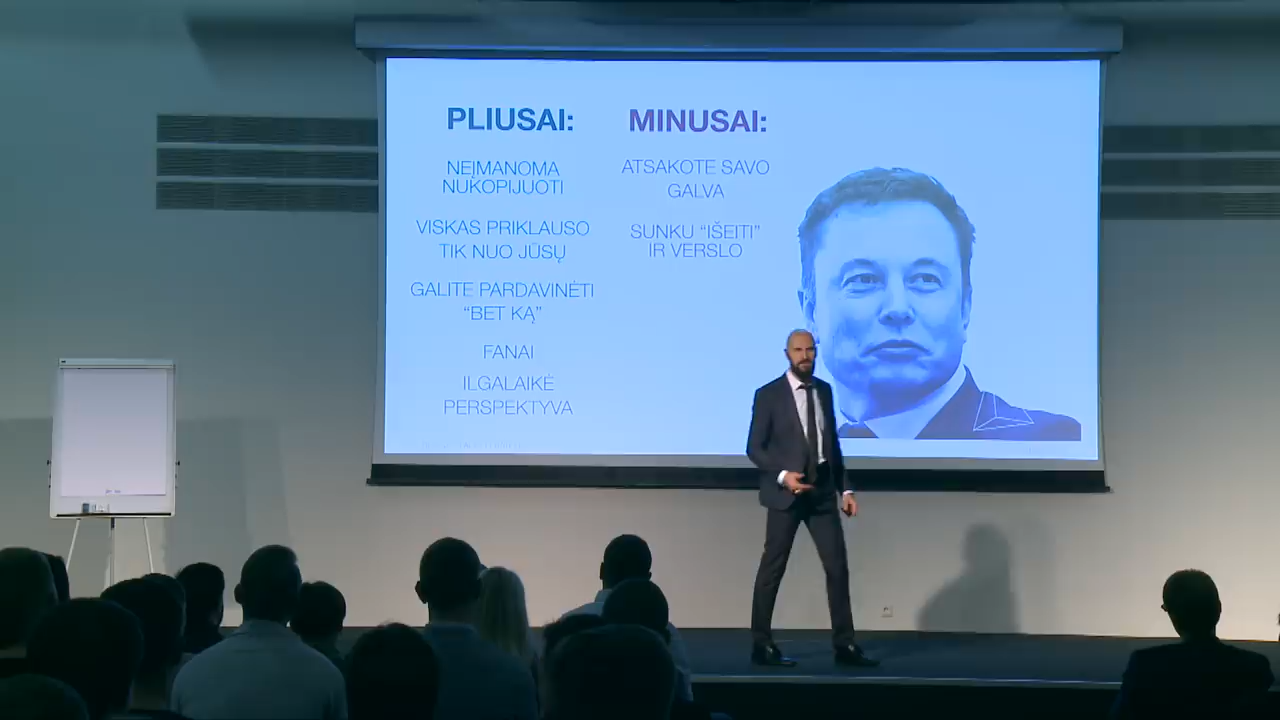 PLIUSAI:
NEĮMANOMA
NUKOPIJUOTI
VISKAS PRIKLAUSO
TIK NUO JŪSŲ
GALITE PARDAVINĖTI
“BET KĄ”
FANAI
ILGALAIKĖ
PERSPEKTYVA
MINUSAI:
ATSAKOTE SAVO
GALVA
SUNKU “IŠEITI”
IR VERSLO